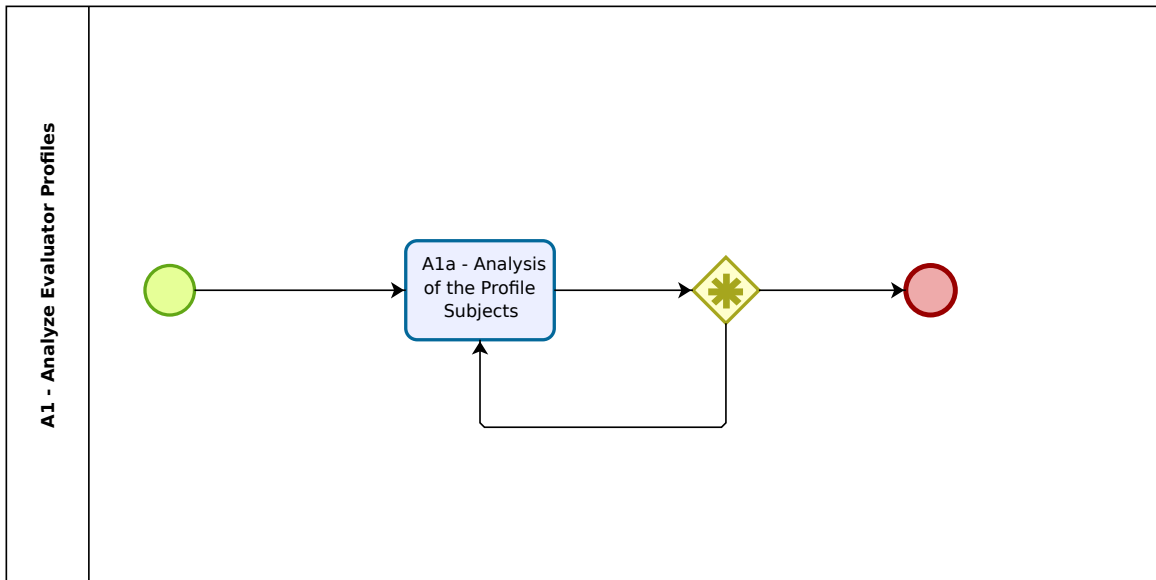 A1 - Analyze Evaluator Profiles
A1a - Analysis
of the Profile
Subjects